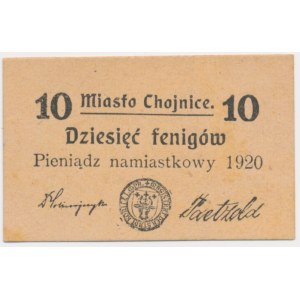 10 Miasto Chojnice. 10
Dziesięć fenigów
Pieniądz namiastkowy 1920